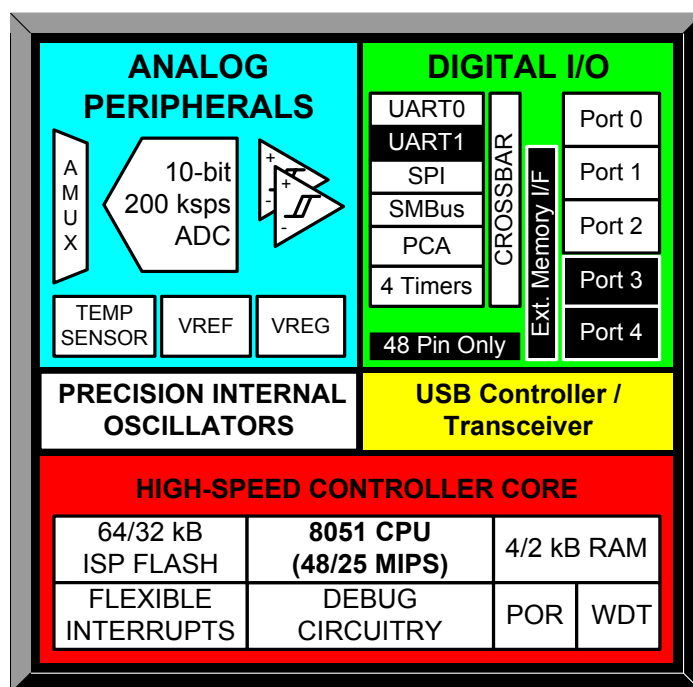 ANALOG
PERIPHERALS
A
M
U
X
10-bit
200 ksps
ADC
+
-
+
-
TEMP
SENSOR
VREF
VREG
DIGITAL I/O
UART0
UART1
SPI
SMBus
PCA
4 Timers
CROSSBAR
Ext. Memory I/F
Port 0
Port 1
Port 2
Port 3
Port 4
48 Pin Only
PRECISION INTERNAL
OSCILLATORS
USB Controller /
Transceiver
HIGH-SPEED CONTROLLER CORE
64/32 kB
ISP FLASH
8051 CPU
(48/25 MIPS)
4/2 kB RAM
FLEXIBLE
INTERRUPTS
DEBUG
CIRCUITRY
POR
WDT